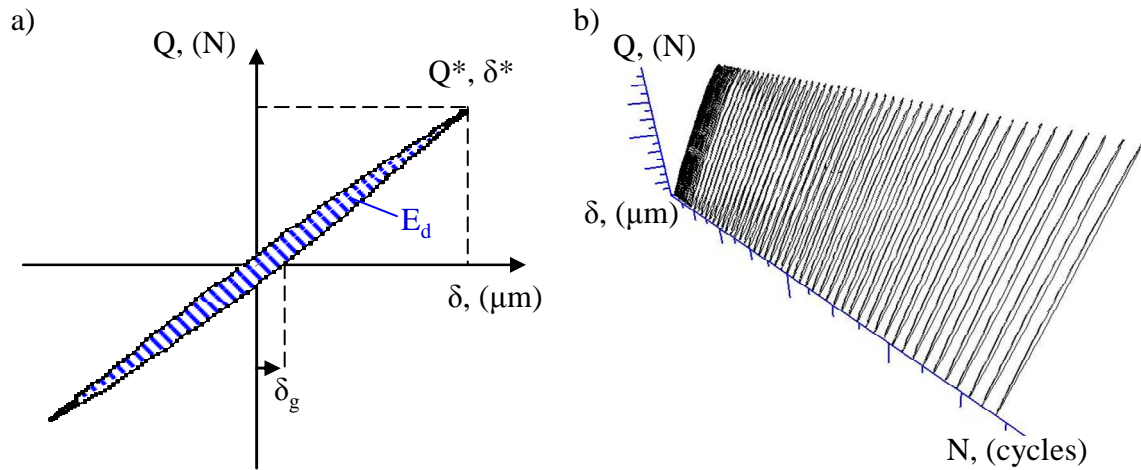 a)
Q, (N)
Q*, δ*
E_d
δ, (μm)
δ_g
b)
Q, (N)
δ, (μm)
N, (cycles)